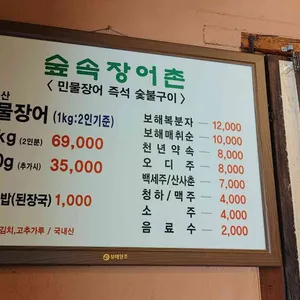 숲속장어촌
< 민물장어 즉석 숯불구이 >
산
물장어 (1kg:2인기준)
kg (2인분) 69,000
0g (추가시) 35,000
밥(된장국) 1,000
김치,고추가루 / 국내산
보해복분자 — 12,000
보해매취순 — 10,000
천년약속 — 8,000
오디주 — 8,000
백세주/산사춘 — 7,000
청하/맥주 — 4,000
소주 — 4,000
음료수 — 2,000
보해양조